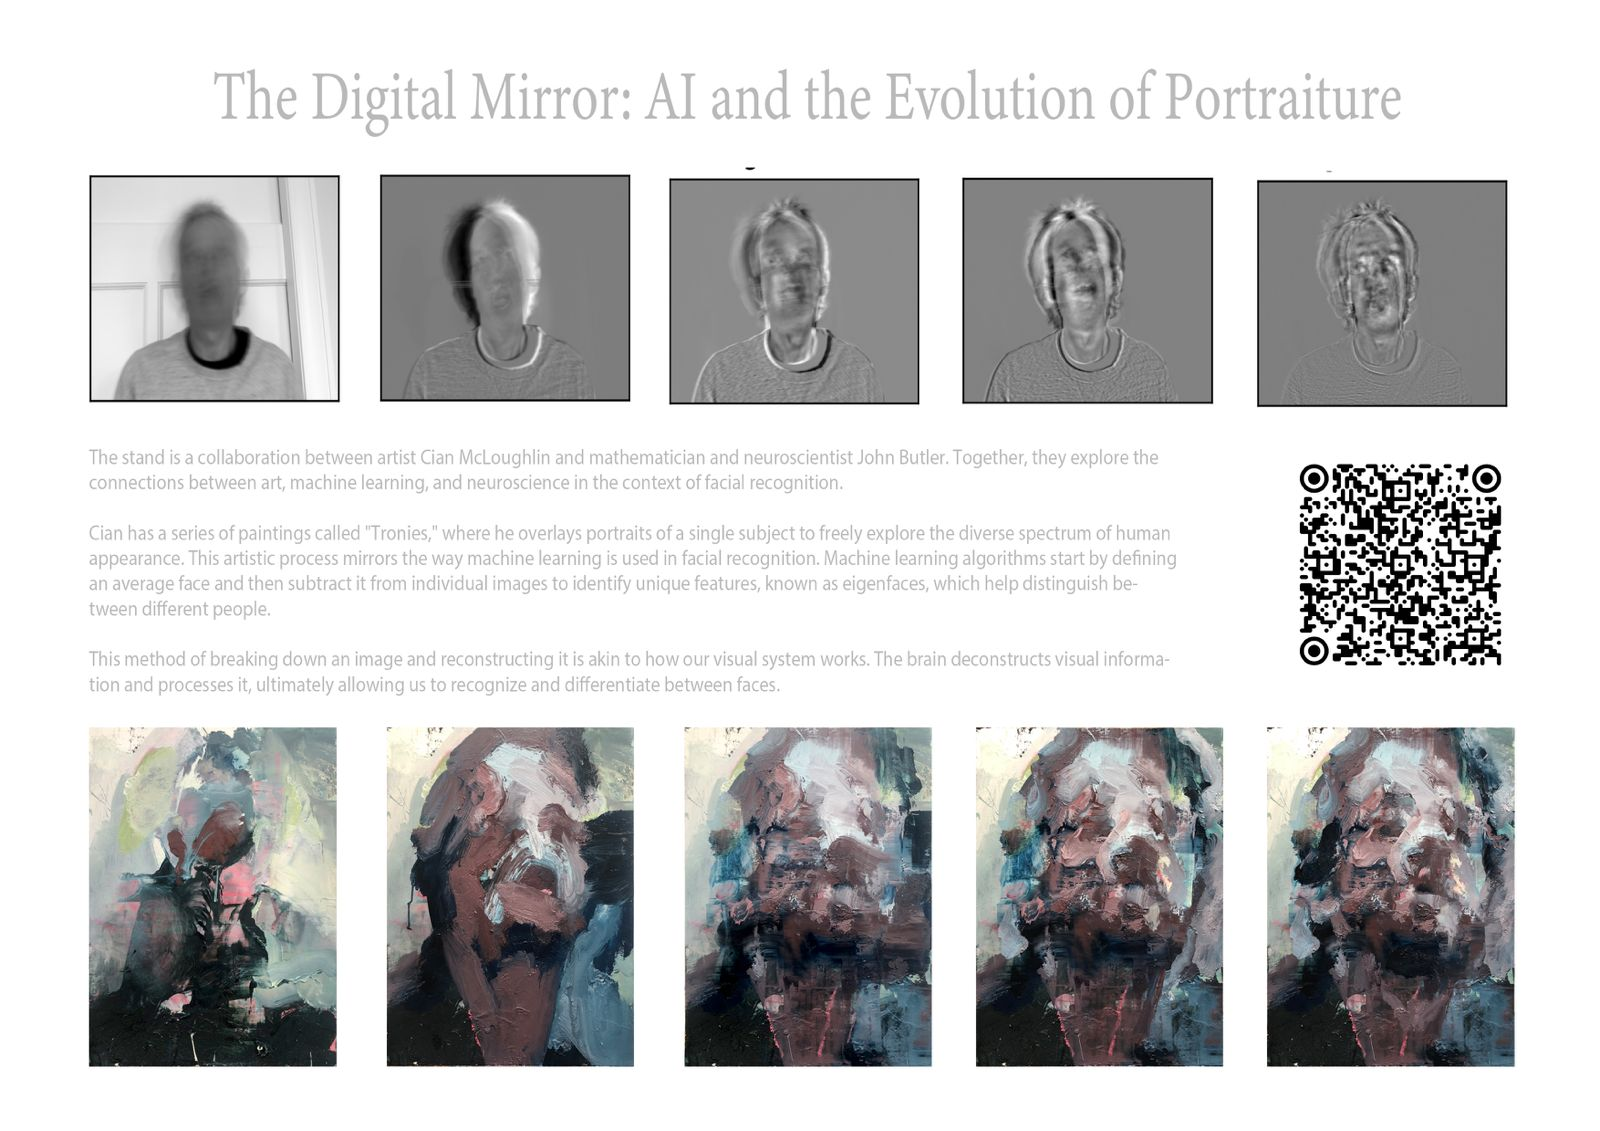 The Digital Mirror: AI and the Evolution of Portraiture
The stand is a collaboration between artist Cian McLoughlin and mathematician and neuroscientist John Butler. Together, they explore the
connections between art, machine learning, and neuroscience in the context of facial recognition.
Cian has a series of paintings called "Tronies," where he overlays portraits of a single subject to freely explore the diverse spectrum of human
appearance. This artistic process mirrors the way machine learning is used in facial recognition. Machine learning algorithms start by defining
an average face and then subtract it from individual images to identify unique features, known as eigenfaces, which help distinguish be-
tween different people.
This method of breaking down an image and reconstructing it is akin to how our visual system works. The brain deconstructs visual informa-
tion and processes it, ultimately allowing us to recognize and differentiate between faces.